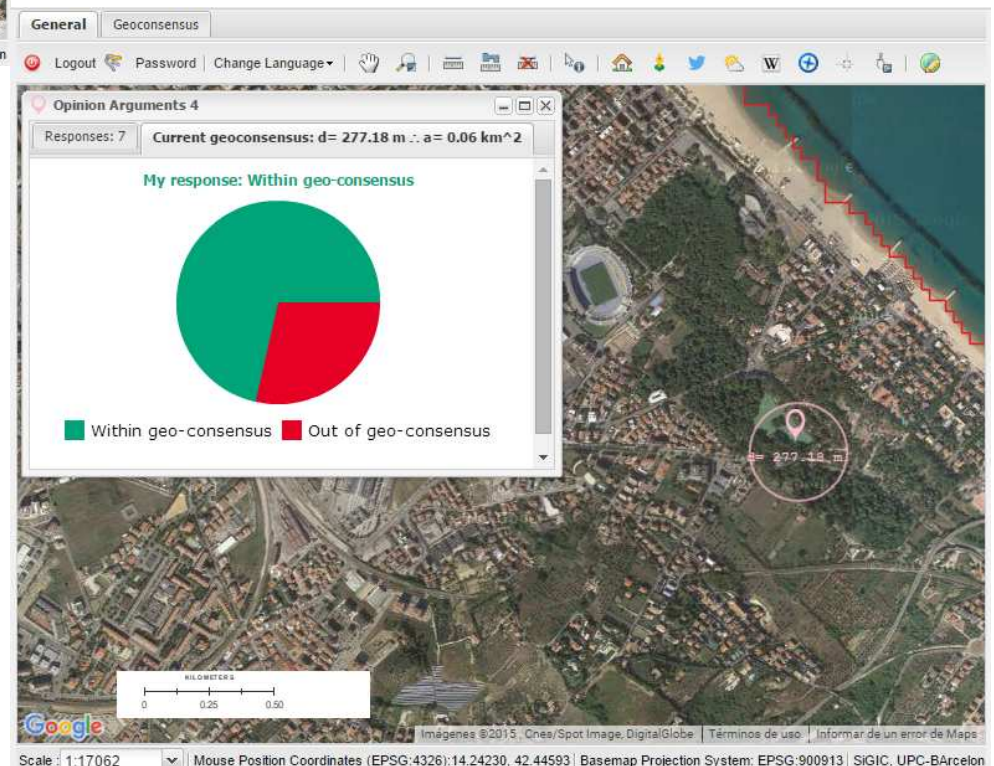 General Geoconsensus
n Logout Password Change Language
W
Opinion Arguments 4
Responses: 7 Current geoconsensus: d= 277.18 m ∴ a= 0.06 km^2
My response: Within geo-consensus
Within geo-consensus Out of geo-consensus
d= 277.18 m
KILOMETERS
0 0.25 0.50
Google
Imágenes ©2015 , Cnes/Spot Image, DigitalGlobe Términos de uso Informar de un error de Maps
Scale : 1:17062 Mouse Position Coordinates (EPSG:4326):14.24230, 42.44593 Basemap Projection System: EPSG:900913 SiGIC, UPC-BArcelon